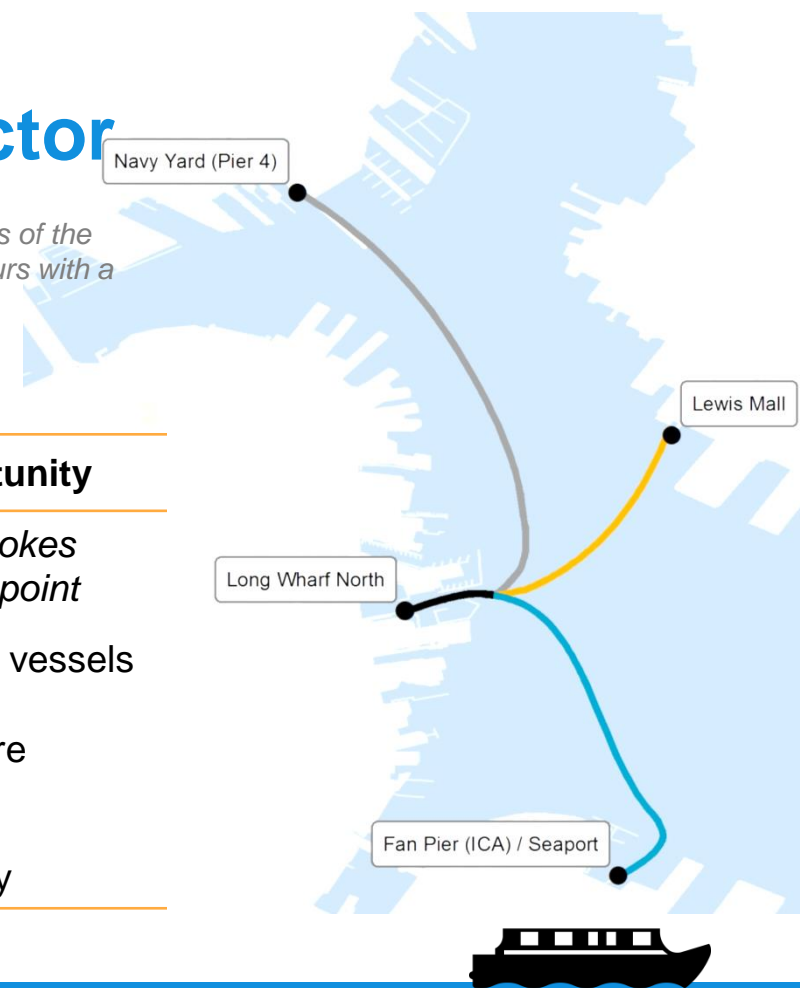 ctor
Navy Yard (Pier 4)
s of the
urs with a
Lewis Mall
tunity
okes
point
Long Wharf North
vessels
re
Fan Pier (ICA) / Seaport
y